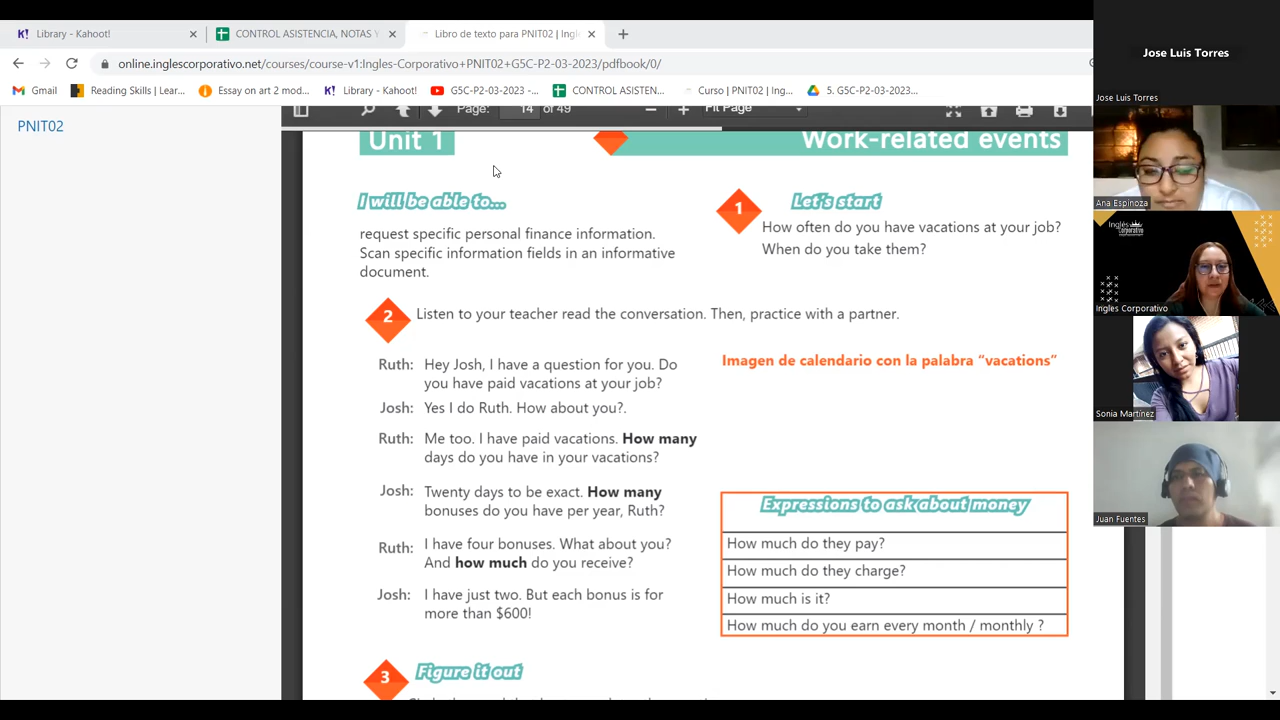 Library - Kahoot!
CONTROL ASISTENCIA, NOTAS Y
Libro de texto para PNIT02 | Ingl
online.inglescorporativo.net/courses/course-v1:Ingles-Corporativo+PNIT02+G5C-P2-03-2023/pdfbook/0/
Gmail
Reading Skills | Lear...
Essay on art 2 mod...
Library - Kahoot!
G5C-P2-03-2023 -...
CONTROL ASISTEN...
Curso | PNIT02 | Ing...
5. G5C-P2-03-2023...
PNIT02
Page: 14 of 49
Fit Page
Unit 1
Work-related events
I will be able to...
request specific personal finance information.
Scan specific information fields in an informative
document.
1
Let's start
How often do you have vacations at your job?
When do you take them?
2
Listen to your teacher read the conversation. Then, practice with a partner.
Ruth: Hey Josh, I have a question for you. Do
you have paid vacations at your job?
Josh: Yes I do Ruth. How about you?.
Ruth: Me too. I have paid vacations. How many
days do you have in your vacations?
Josh: Twenty days to be exact. How many
bonuses do you have per year, Ruth?
Ruth: I have four bonuses. What about you?
And how much do you receive?
Josh: I have just two. But each bonus is for
more than $600!
Imagen de calendario con la palabra “vacations”
Expressions to ask about money
How much do they pay?
How much do they charge?
How much is it?
How much do you earn every month / monthly ?
3
Figure it out
Jose Luis Torres
Jose Luis Torres
Ana Espinoza
Inglés
Corporativo
Ingles Corporativo
Sonia Martínez
Juan Fuentes